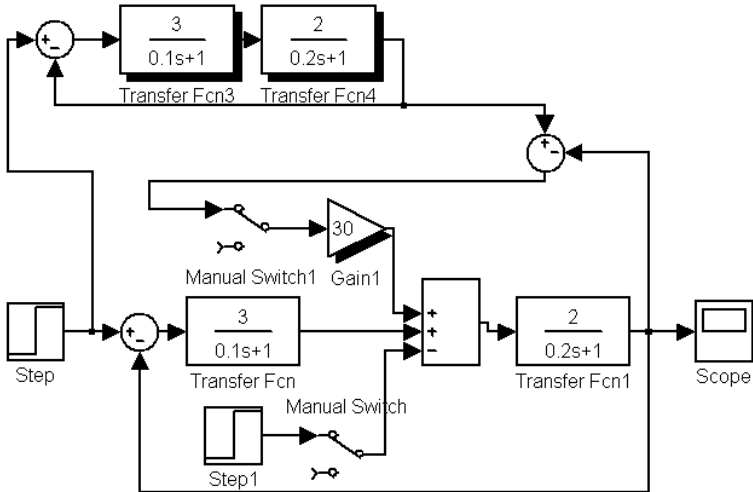 3
2
0.1s+1
0.2s+1
Transfer Fcn3
Transfer Fcn4
30
Manual Switch1
Gain1
3
2
0.1s+1
0.2s+1
Step
Transfer Fcn
Transfer Fcn1
Scope
Manual Switch
Step1